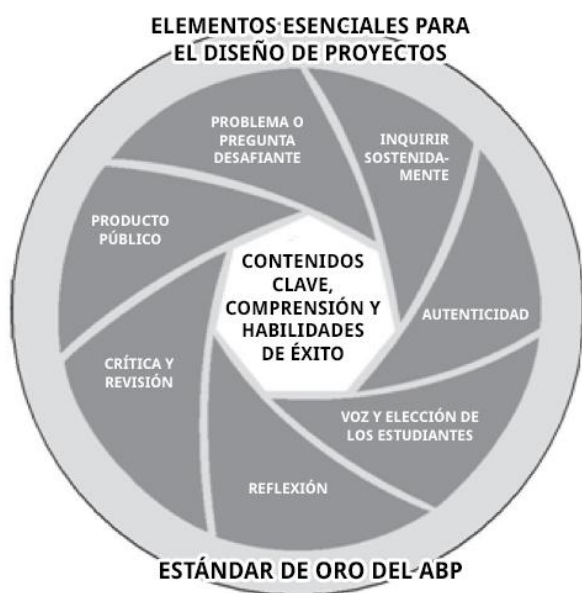 ELEMENTOS ESENCIALES PARA
EL DISEÑO DE PROYECTOS
PROBLEMA O
PREGUNTA
DESAFIANTE
INQUIRIR
SOSTENIDA-
MENTE
AUTENTICIDAD
VOZ Y ELECCIÓN DE
LOS ESTUDIANTES
REFLEXIÓN
CRÍTICA Y
REVISIÓN
PRODUCTO
PÚBLICO
CONTENIDOS
CLAVE,
COMPRENSIÓN Y
HABILIDADES
DE ÉXITO
ESTÁNDAR DE ORO DEL ABP